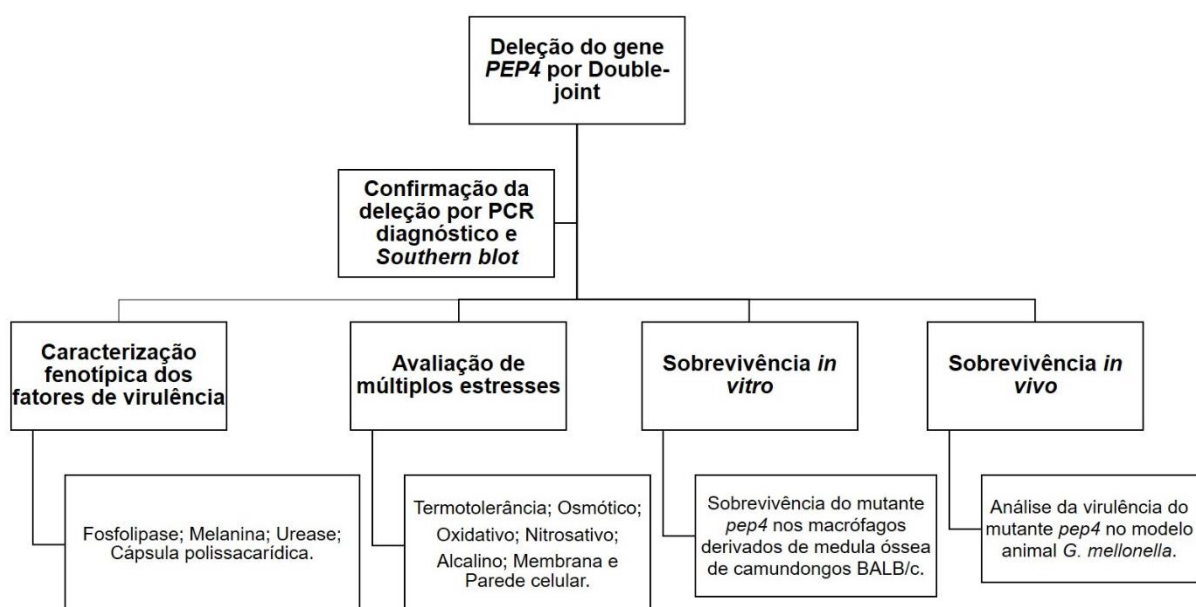 Deleção do gene
PEP4 por Double-
joint
Confirmação da
deleção por PCR
diagnóstico e
Southern blot
Caracterização
fenotípica dos
fatores de virulência
Avaliação de
múltiplos estresses
Sobrevivência in
vitro
Sobrevivência in
vivo
Fosfolipase; Melanina; Urease;
Cápsula polissacarídica.
Termotolerância; Osmótico;
Oxidativo; Nitrosativo;
Alcalino; Membrana e
Parede celular.
Sobrevivência do mutante
pep4 nos macrófagos
derivados de medula óssea
de camundongos BALB/c.
Análise da virulência do
mutante pep4 no modelo
animal G. mellonella.